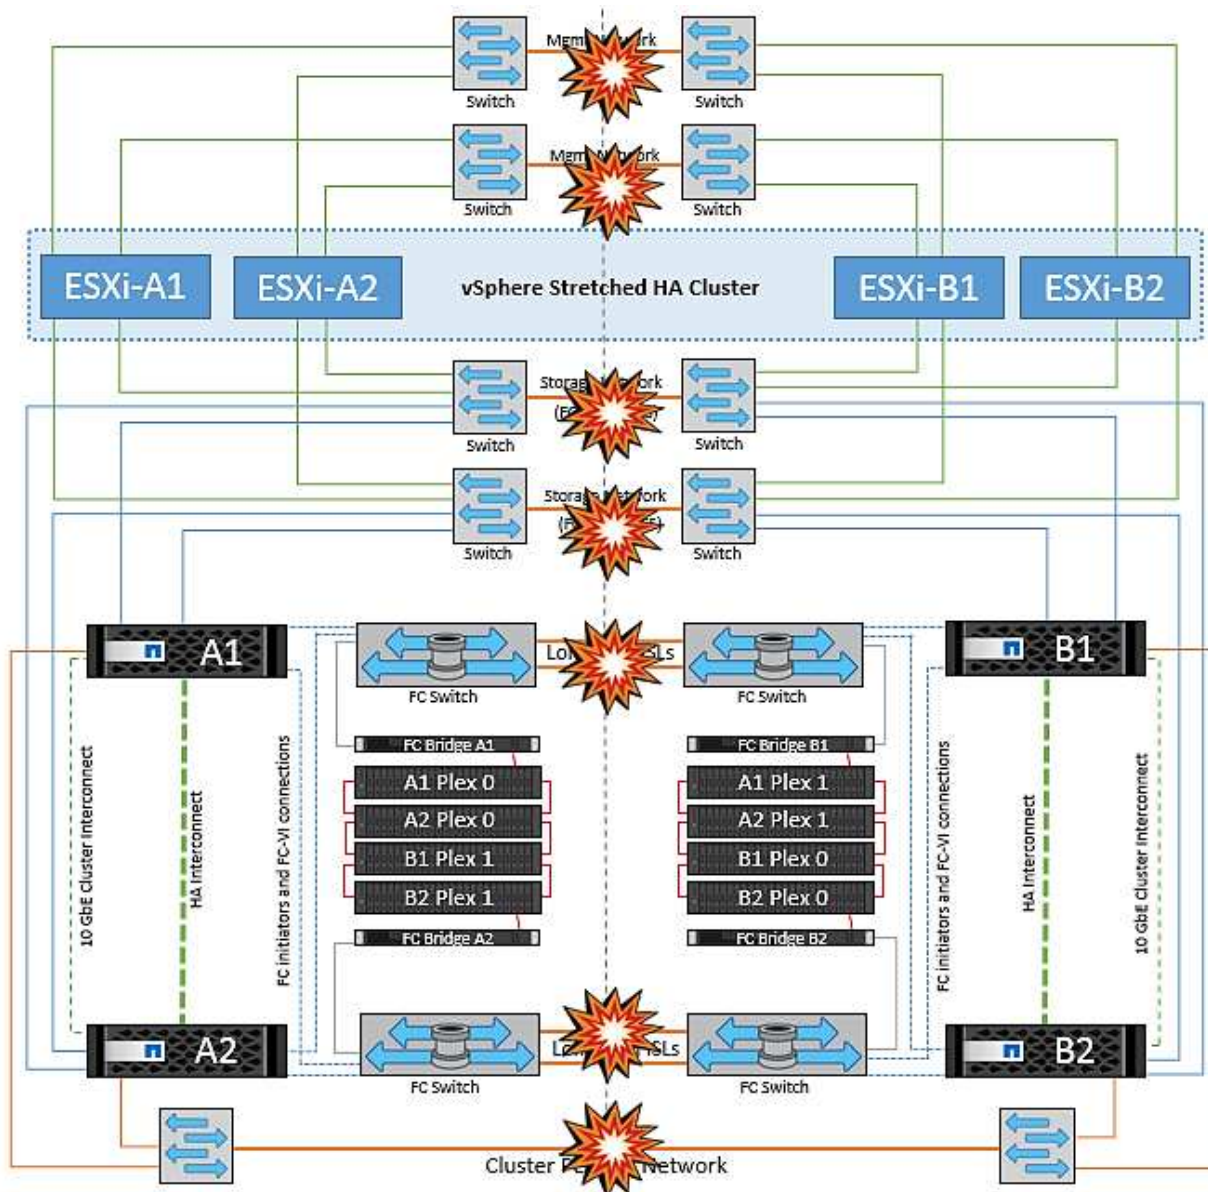 Switch
Switch
Switch
Switch
ESXi-A1
ESXi-A2
vSphere Stretched HA Cluster
ESXi-B1
ESXi-B2
Storage
Switch
Switch
Storage
Switch
Switch
A1
B1
FC Switch
ISLs
FC Switch
FC Bridge A1
FC Bridge B1
A1 Plex 0
A1 Plex 1
A2 Plex 0
A2 Plex 1
B1 Plex 1
B1 Plex 0
B2 Plex 1
B2 Plex 0
FC Bridge A2
FC Bridge B2
10 GbE Cluster Interconnect
HA Interconnect
FC initiators and FC-VI connections
FC initiators and FC-VI connections
HA Interconnect
10 GbE Cluster Interconnect
A2
B2
FC Switch
ISLs
FC Switch
Cluster Network